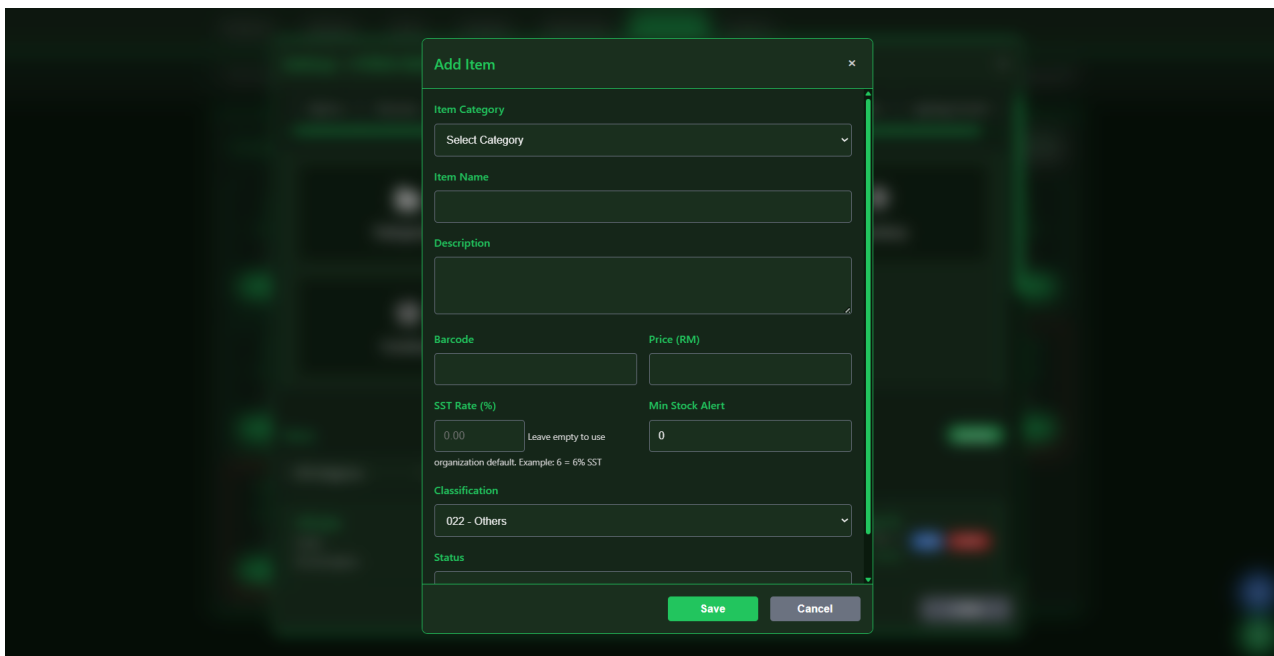 Add Item
×
Item Category
Select Category
Item Name
Description
Barcode
Price (RM)
SST Rate (%)
Min Stock Alert
0.00
Leave empty to use
0
organization default. Example: 6 = 6% SST
Classification
022 - Others
Status
Save
Cancel